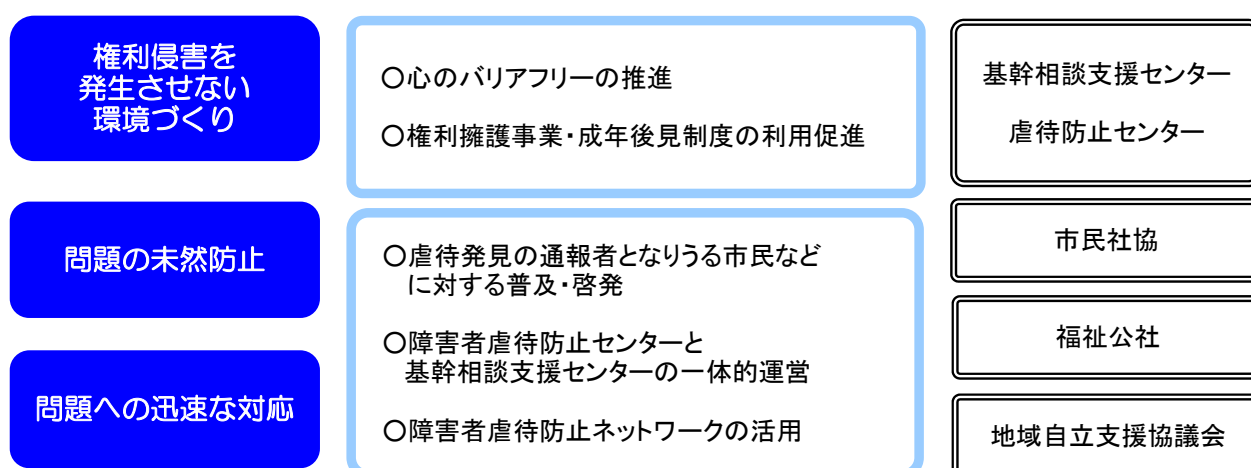 権利侵害を
発生させない
環境づくり
〇心のバリアフリーの推進
〇権利擁護事業・成年後見制度の利用促進
基幹相談支援センター
虐待防止センター
問題の未然防止
問題への迅速な対応
〇虐待発見の通報者となりうる市民など
に対する普及・啓発
〇障害者虐待防止センターと
基幹相談支援センターの一体的運営
〇障害者虐待防止ネットワークの活用
市民社協
福祉公社
地域自立支援協議会